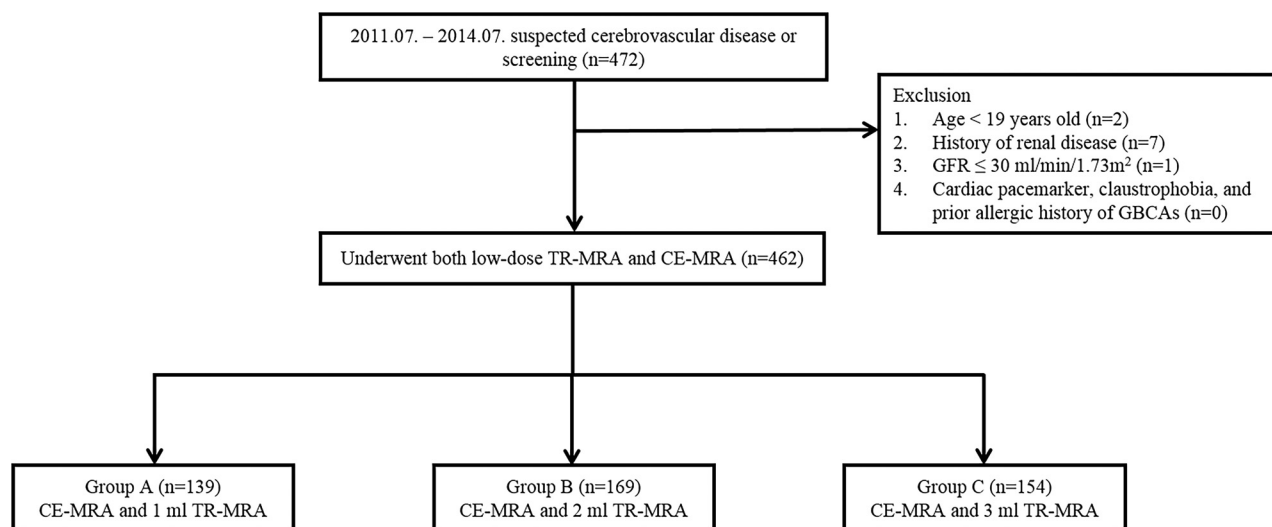 2011.07. – 2014.07. suspected cerebrovascular disease or
screening (n=472)
Exclusion
1. Age < 19 years old (n=2)
2. History of renal disease (n=7)
3. GFR ≤ 30 ml/min/1.73m² (n=1)
4. Cardiac pacemarker, claustrophobia, and
prior allergic history of GBCAs (n=0)
Underwent both low-dose TR-MRA and CE-MRA (n=462)
Group A (n=139)
CE-MRA and 1 ml TR-MRA
Group B (n=169)
CE-MRA and 2 ml TR-MRA
Group C (n=154)
CE-MRA and 3 ml TR-MRA